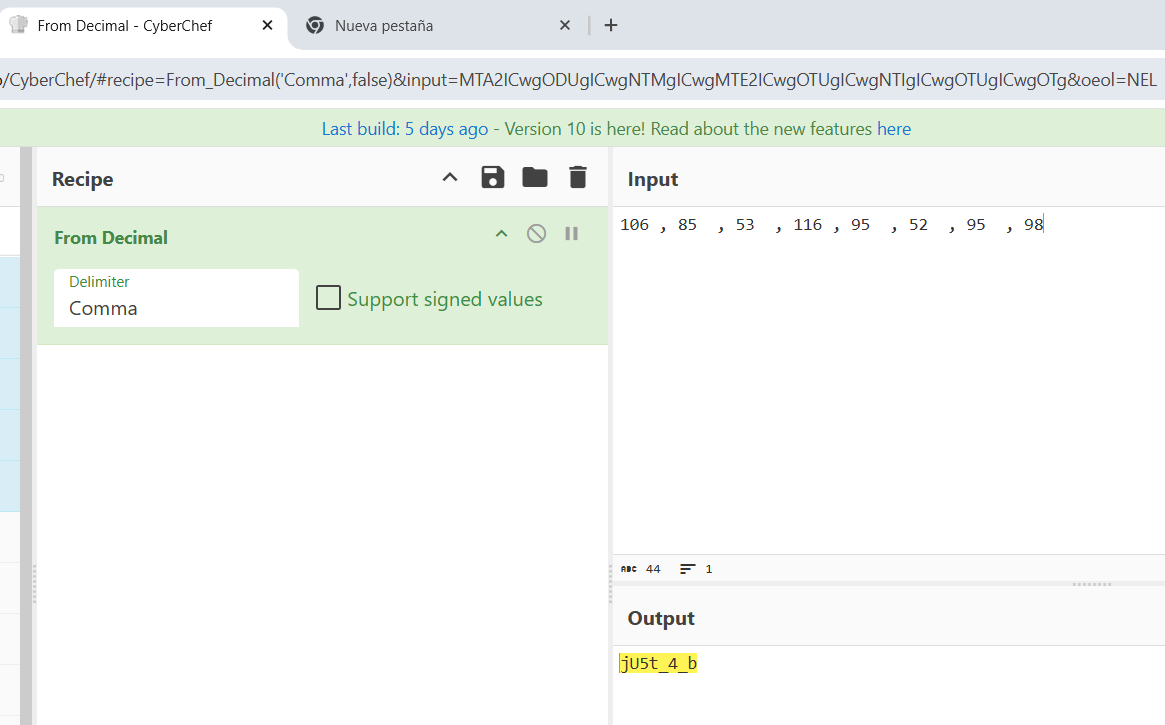 From Decimal - CyberChef
Nueva pestaña
/CyberChef/#recipe=From_Decimal('Comma',false)&input=MTA2ICwgODUgICwgNTMgICwgMTE2ICwgOTUgICwgNTIgICwgOTUgICwgOTg&oeol=NEL
Last build: 5 days ago - Version 10 is here! Read about the new features here
Recipe
Input
From Decimal
Delimiter
Comma
Support signed values
106 , 85  , 53  , 116 , 95  , 52  , 95  , 98
ABC 44 1
Output
jU5t_4_b